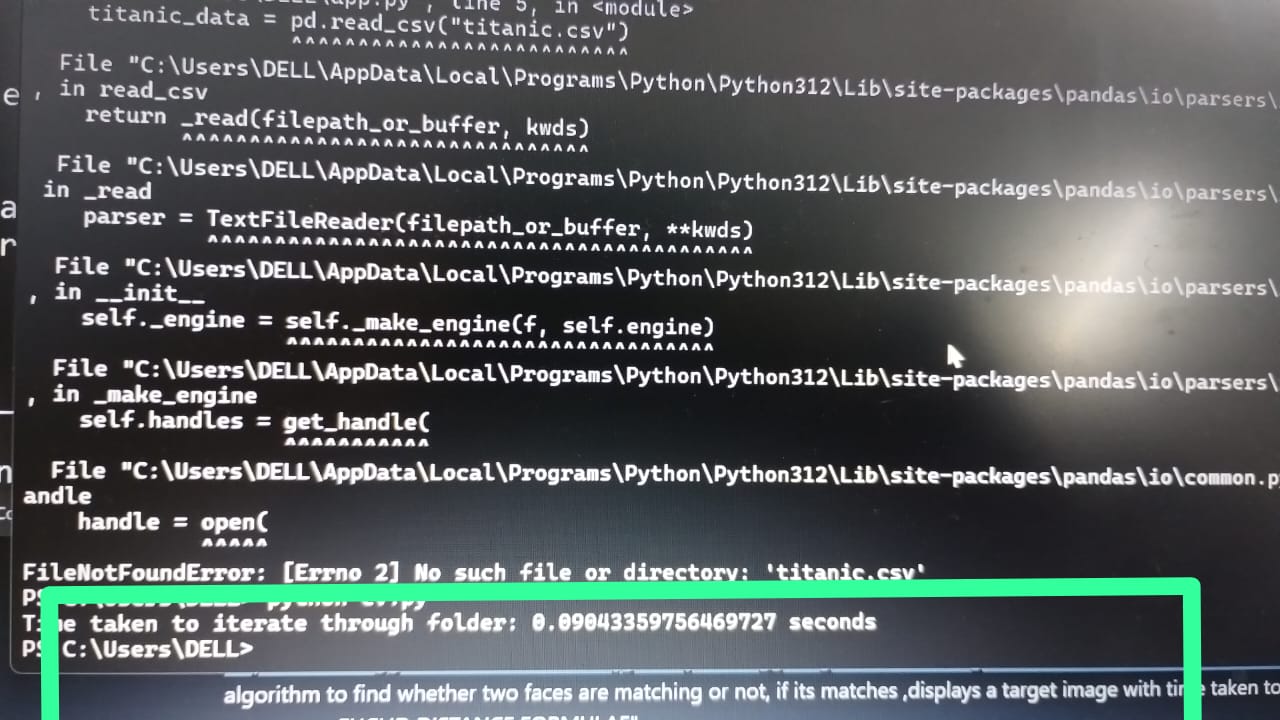 \DELL\app.py", line 5, in <module>
titanic_data = pd.read_csv("titanic.csv")
^^^^^^^^^^^^^^^^^^^^^^^^^^
File "C:\Users\DELL\AppData\Local\Programs\Python\Python312\Lib\site-packages\pandas\io\parsers\
, in read_csv
return _read(filepath_or_buffer, kwds)
^^^^^^^^^^^^^^^^^^^^^^^^^^^^^^^
File "C:\Users\DELL\AppData\Local\Programs\Python\Python312\Lib\site-packages\pandas\io\parsers\
in _read
parser = TextFileReader(filepath_or_buffer, **kwds)
^^^^^^^^^^^^^^^^^^^^^^^^^^^^^^^^^^^^^^^^^^
File "C:\Users\DELL\AppData\Local\Programs\Python\Python312\Lib\site-packages\pandas\io\parsers\
, in __init__
self._engine = self._make_engine(f, self.engine)
^^^^^^^^^^^^^^^^^^^^^^^^^^^^^^^^^
File "C:\Users\DELL\AppData\Local\Programs\Python\Python312\Lib\site-packages\pandas\io\parsers\
, in _make_engine
self.handles = get_handle(
^^^^^^^^^^^
File "C:\Users\DELL\AppData\Local\Programs\Python\Python312\Lib\site-packages\pandas\io\common.p
andle
handle = open(
^^^^^
FileNotFoundError: [Errno 2] No such file or directory: 'titanic.csv'
PS
Time taken to iterate through folder: 0.09043359756469727 seconds
PS C:\Users\DELL>
algorithm to find whether two faces are matching or not, if its matches ,displays a target image with time taken to